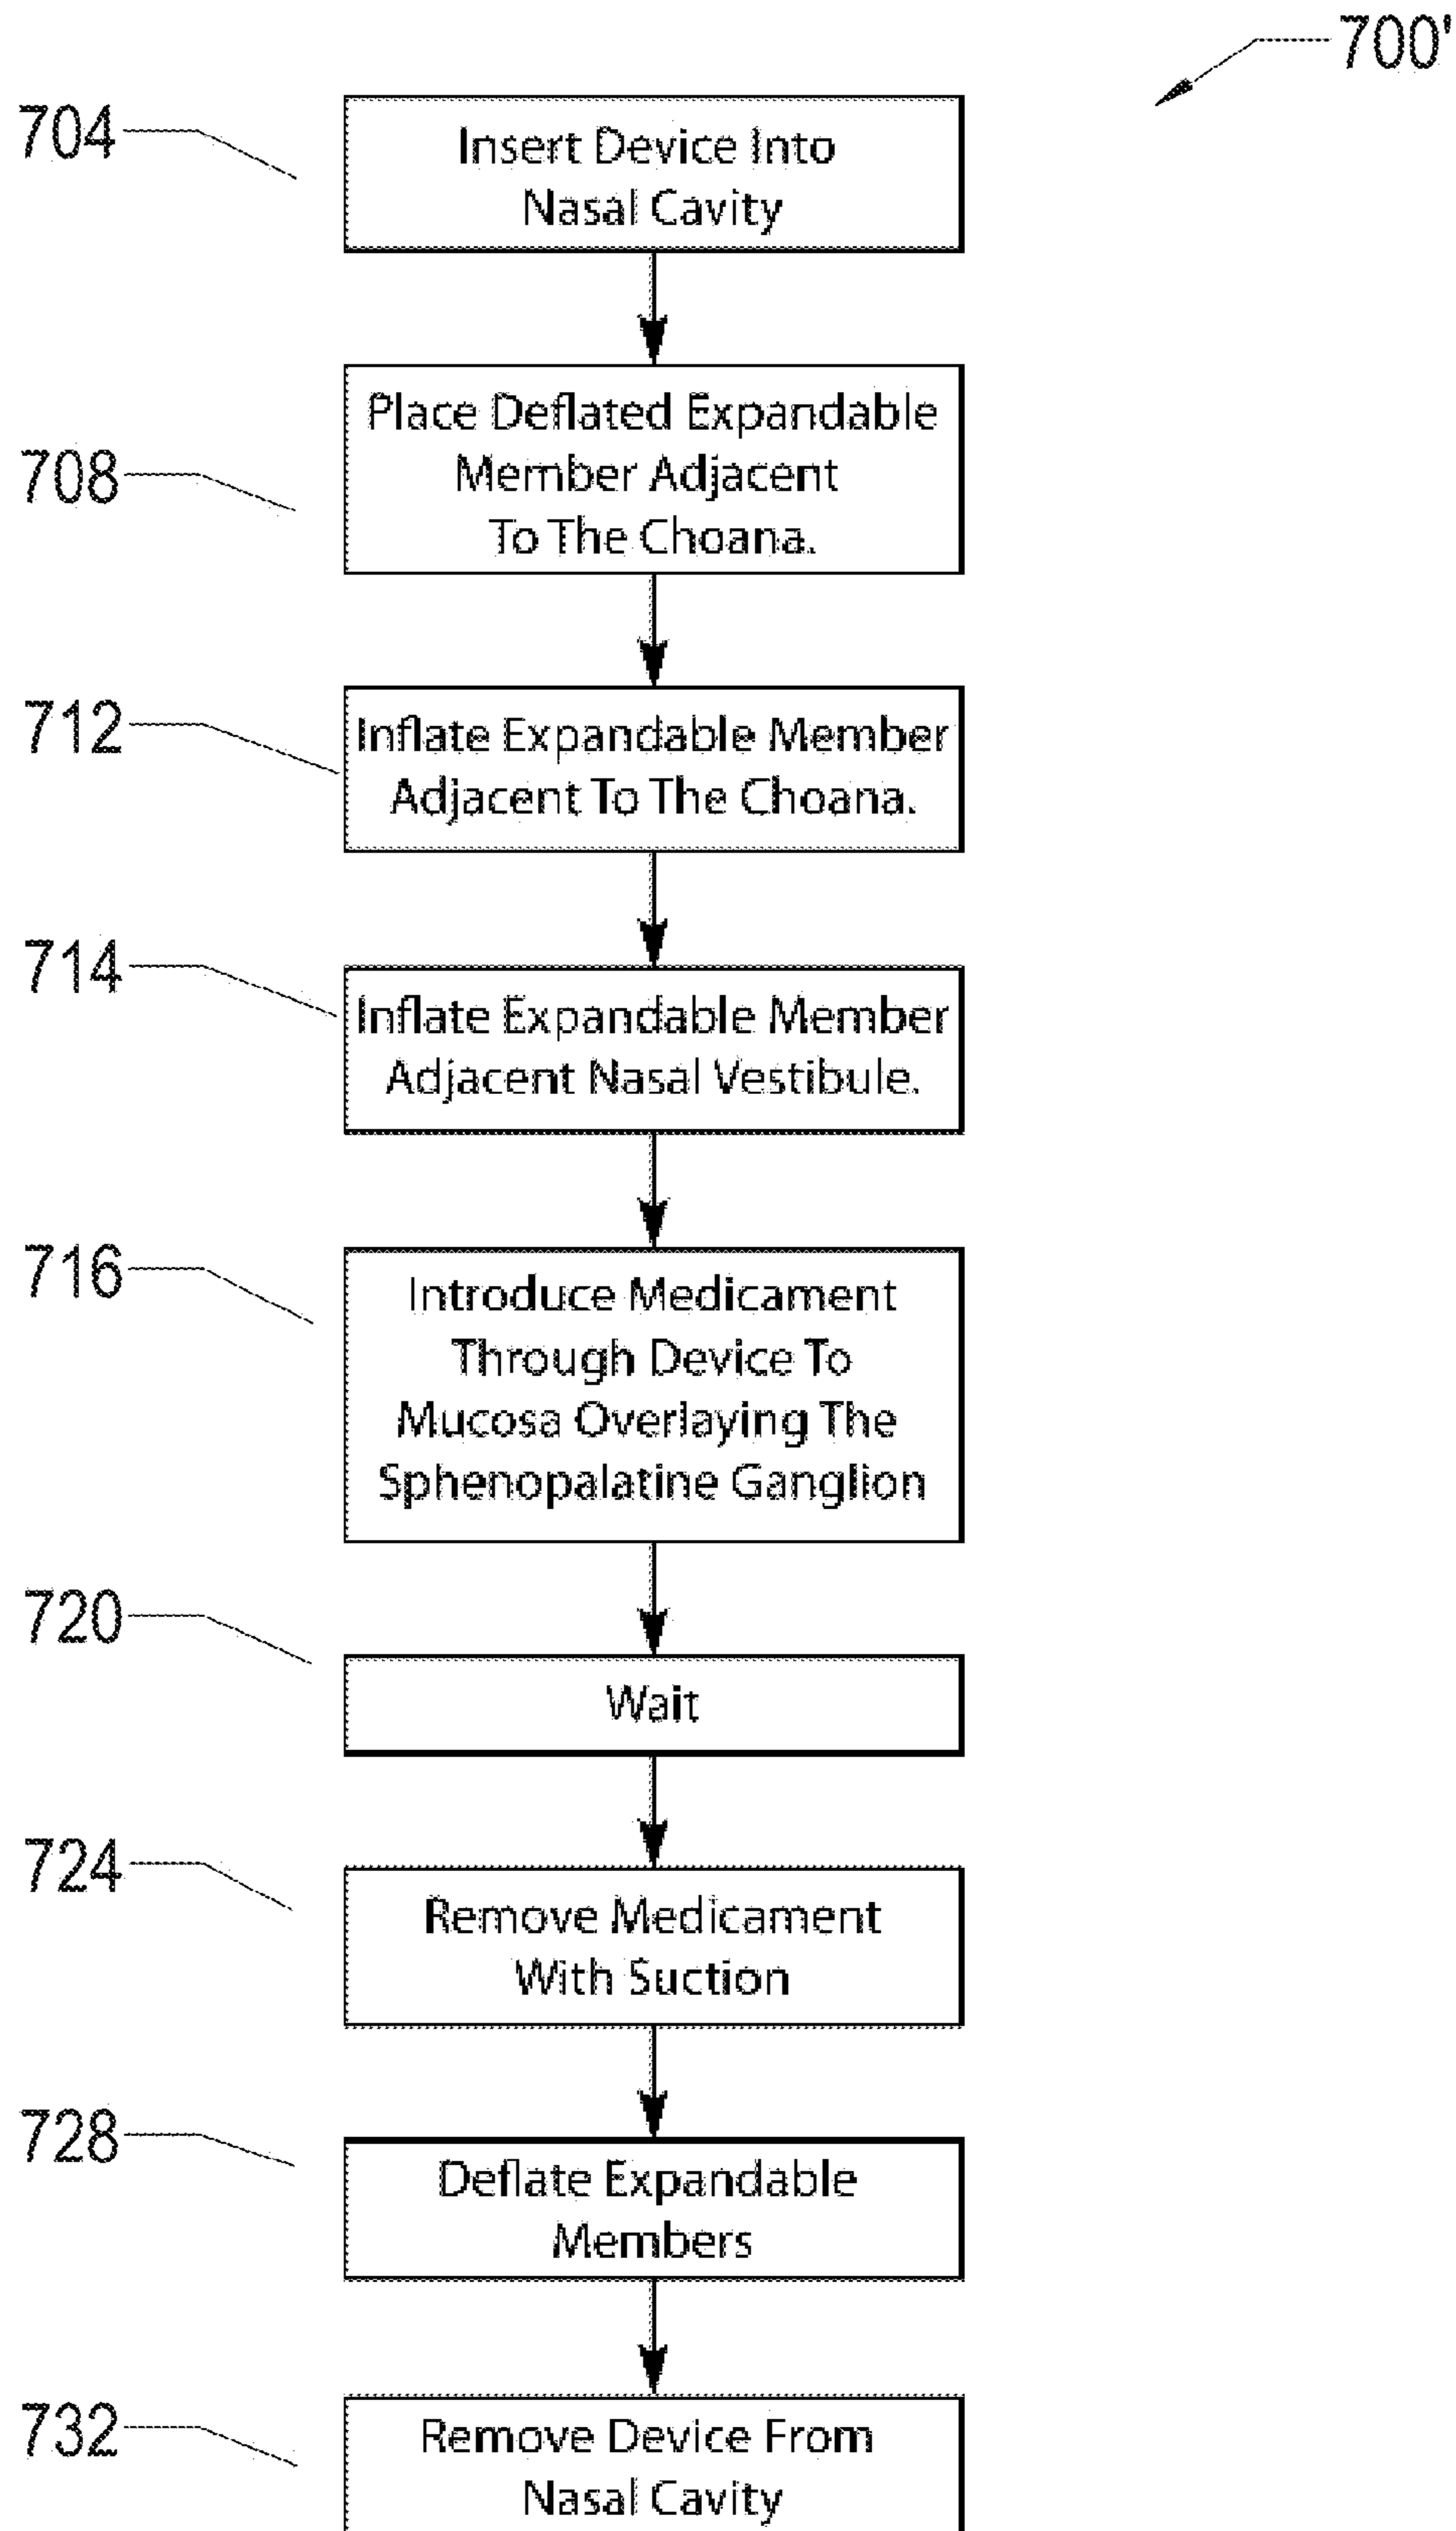 700'
704
Insert Device Into
Nasal Cavity
708
Place Deflated Expandable
Member Adjacent
To The Choana.
712
Inflate Expandable Member
Adjacent To The Choana.
714
Inflate Expandable Member
Adjacent Nasal Vestibule.
716
Introduce Medicament
Through Device To
Mucosa Overlaying The
Sphenopalatine Ganglion
720
Wait
724
Remove Medicament
With Suction
728
Deflate Expandable
Members
732
Remove Device From
Nasal Cavity